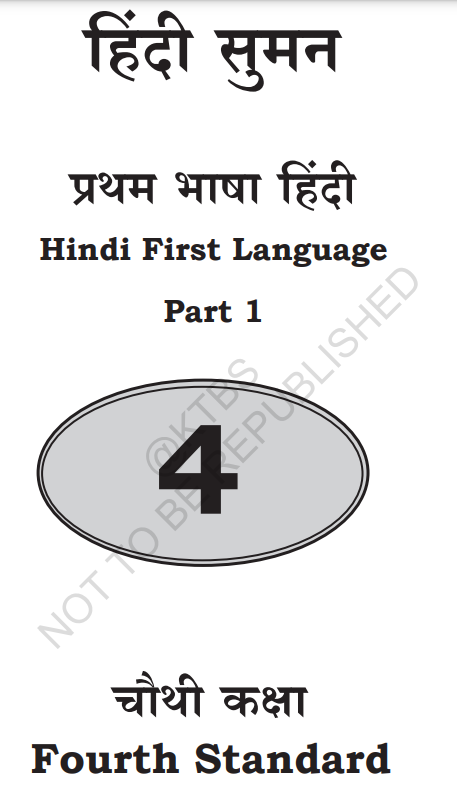 हिंदी सुमन
प्रथम भाषा हिंदी
Hindi First Language
Part 1
4
@KTBS
NOT TO BE REPUBLISHED
चौथी कक्षा
Fourth Standard